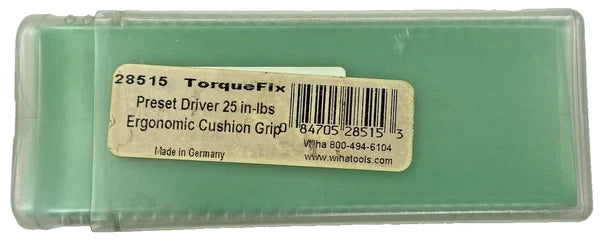 28515 TorqueFix
Preset Driver 25 in-lbs
Ergonomic Cushion Grip
Made in Germany
0 84705 28515 3
Wiha 800-494-6104
www.wihatools.com